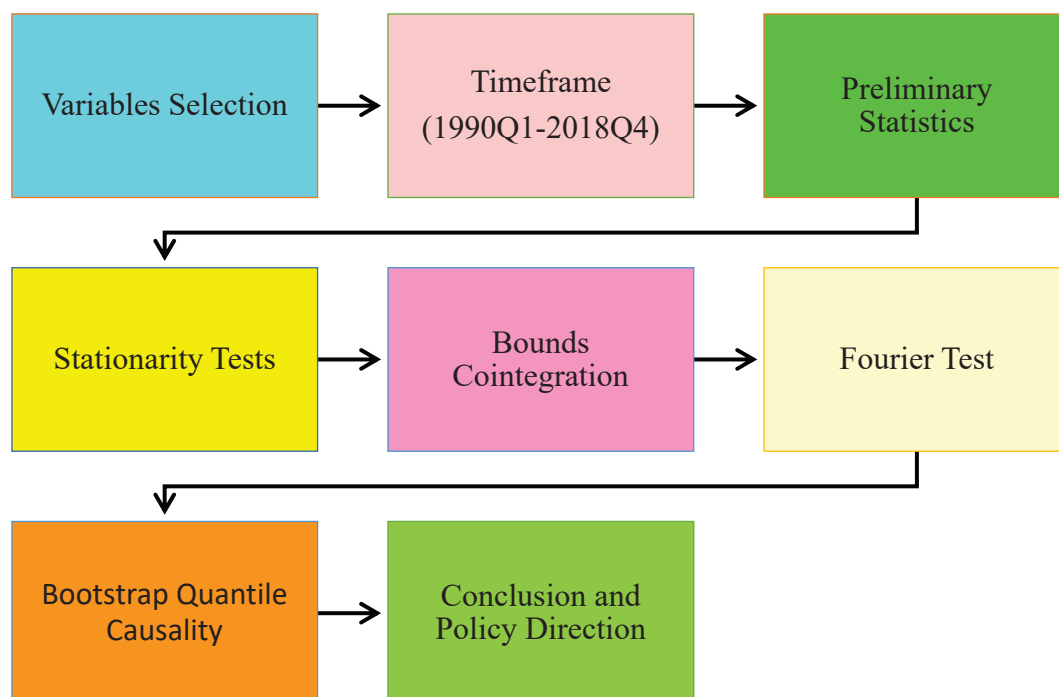 Variables Selection
Timeframe
(1990Q1-2018Q4)
Preliminary
Statistics
Stationarity Tests
Bounds
Cointegration
Fourier Test
Bootstrap Quantile
Causality
Conclusion and
Policy Direction